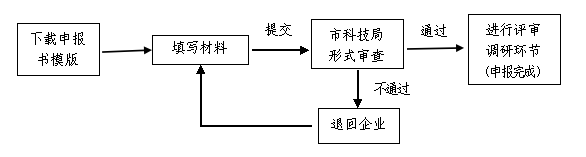 下载申报
书模版
填写材料
提交
市科技局
形式审查
通过
进行评审
调研环节
(申报完成)
不通过
退回企业